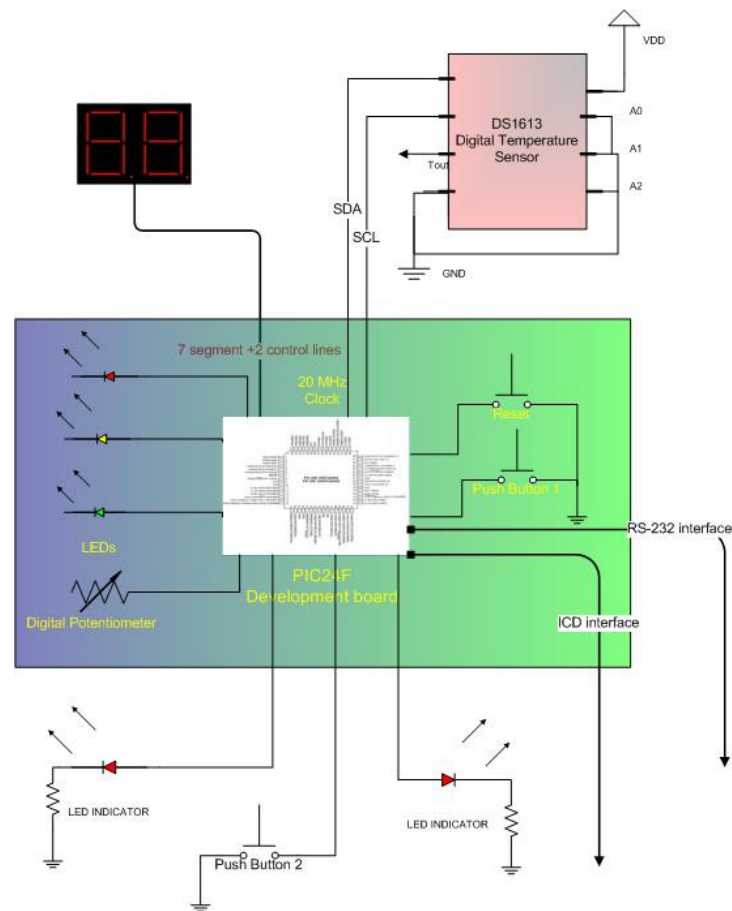 VDD
DS1613
Digital Temperature
Sensor
A0
A1
A2
Tout
SDA
SCL
GND
7 segment +2 control lines
20 MHz
Clock
Reset
Push Button 1
RS-232 interface
LEDs
PIC24F
Development board
Digital Potentiometer
ICD interface
LED INDICATOR
LED INDICATOR
Push Button 2